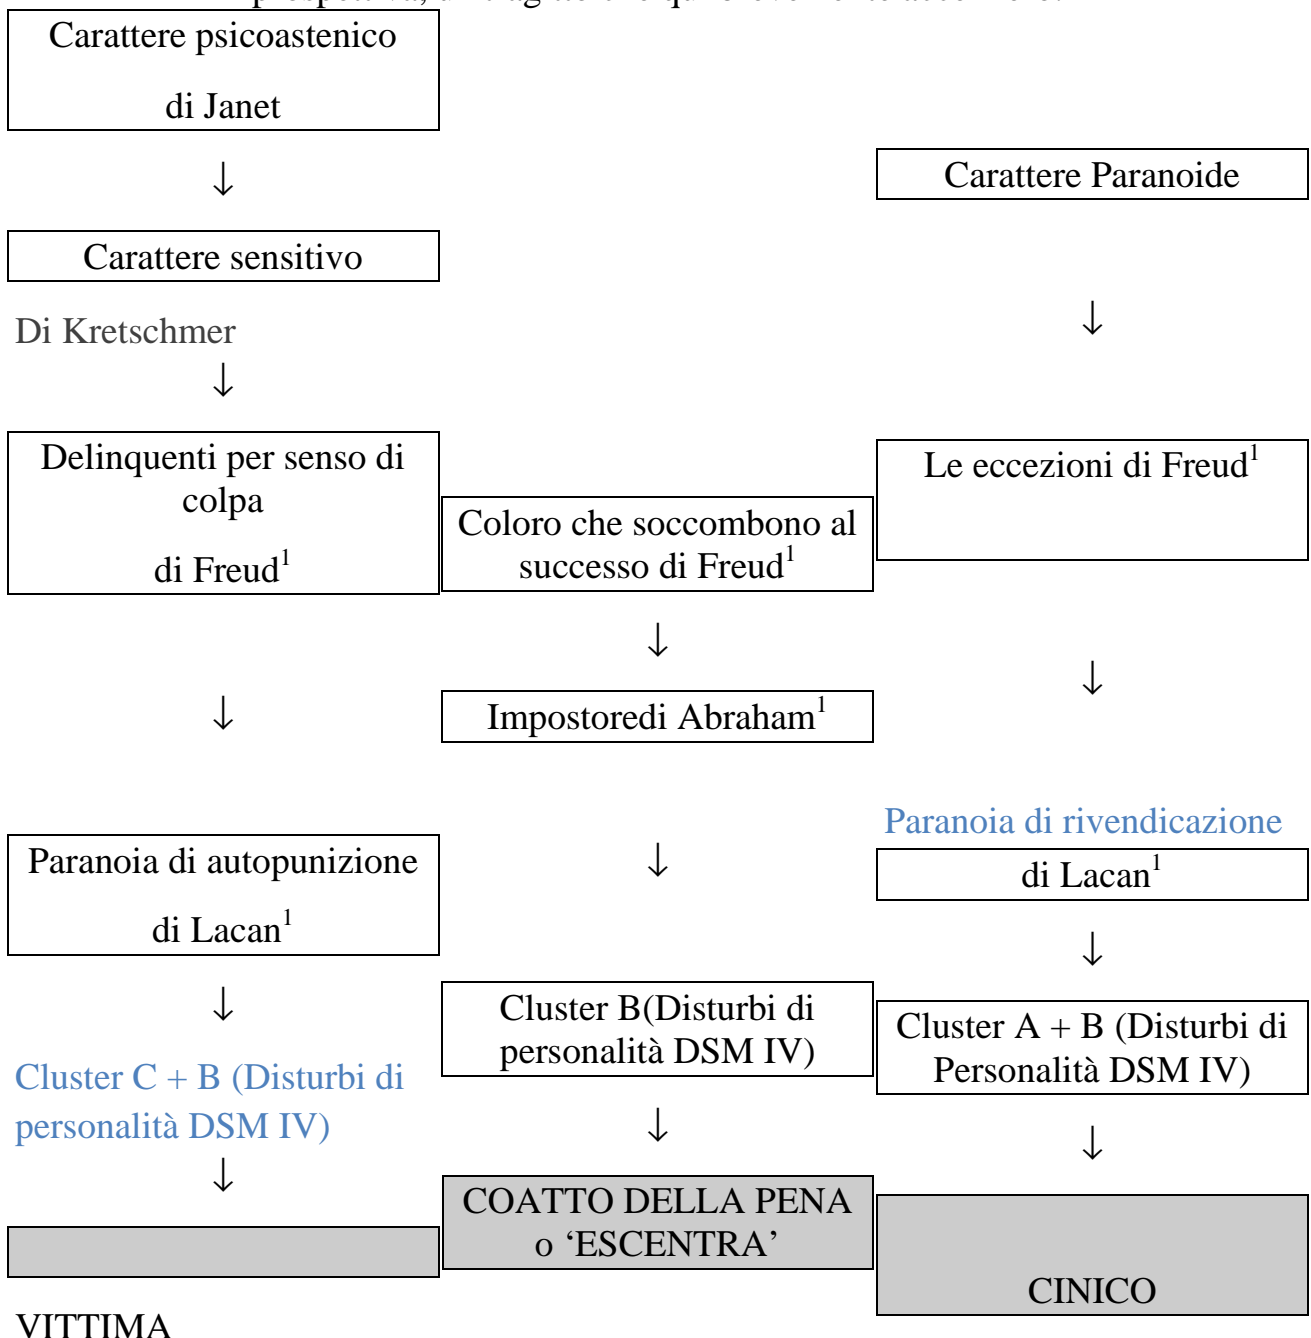 Carattere psicoastenico
di Janet
↓
Carattere sensitivo
Di Kretschmer
↓
Delinquenti per senso di
colpa
di Freud¹
↓
Paranoia di autopunizione
di Lacan¹
↓
Cluster C + B (Disturbi di
personalità DSM IV)
↓
VITTIMA
Coloro che soccombono al
successo di Freud¹
↓
Impostoredi Abraham¹
↓
Cluster B(Disturbi di
personalità DSM IV)
↓
COATTO DELLA PENA
o ‘ESCENTRA’
Carattere Paranoide
↓
Le eccezioni di Freud¹
↓
Paranoia di rivendicazione
di Lacan¹
↓
Cluster A + B (Disturbi di
Personalità DSM IV)
↓
CINICO